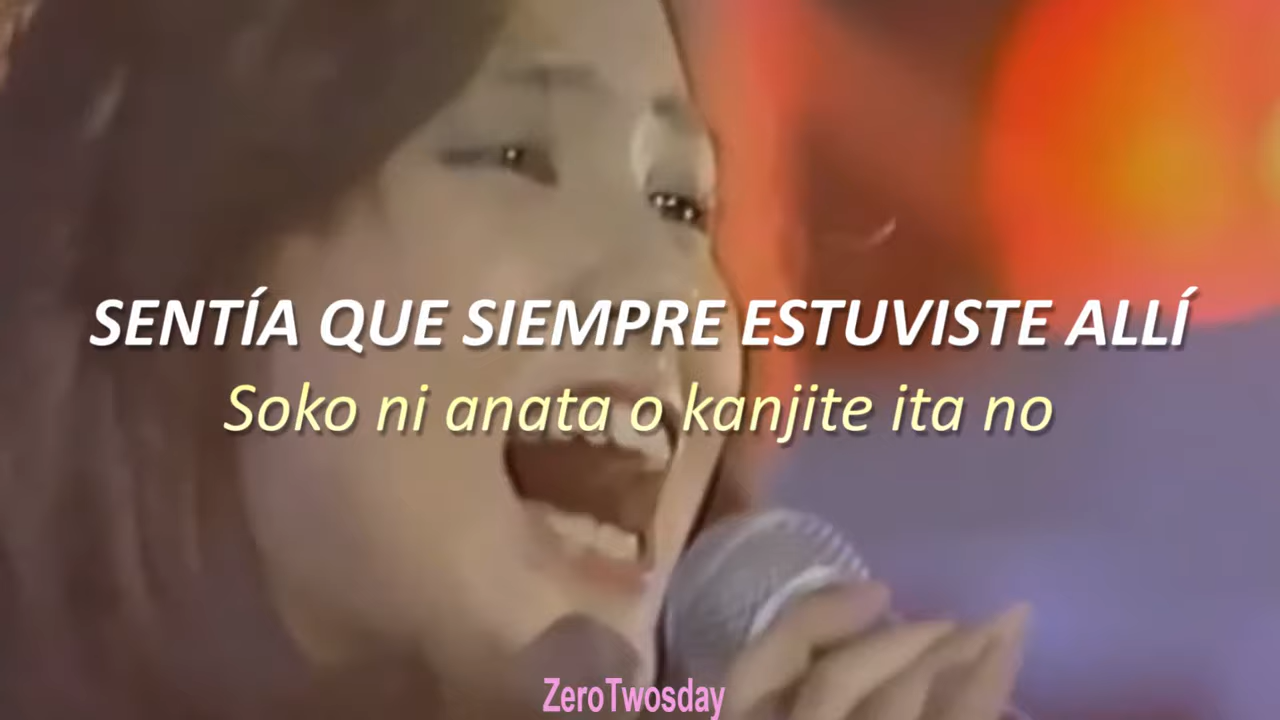 SENTÍA QUE SIEMPRE ESTUVISTE ALLÍ
Soko ni anata o kanjite ita no
ZeroTwosday